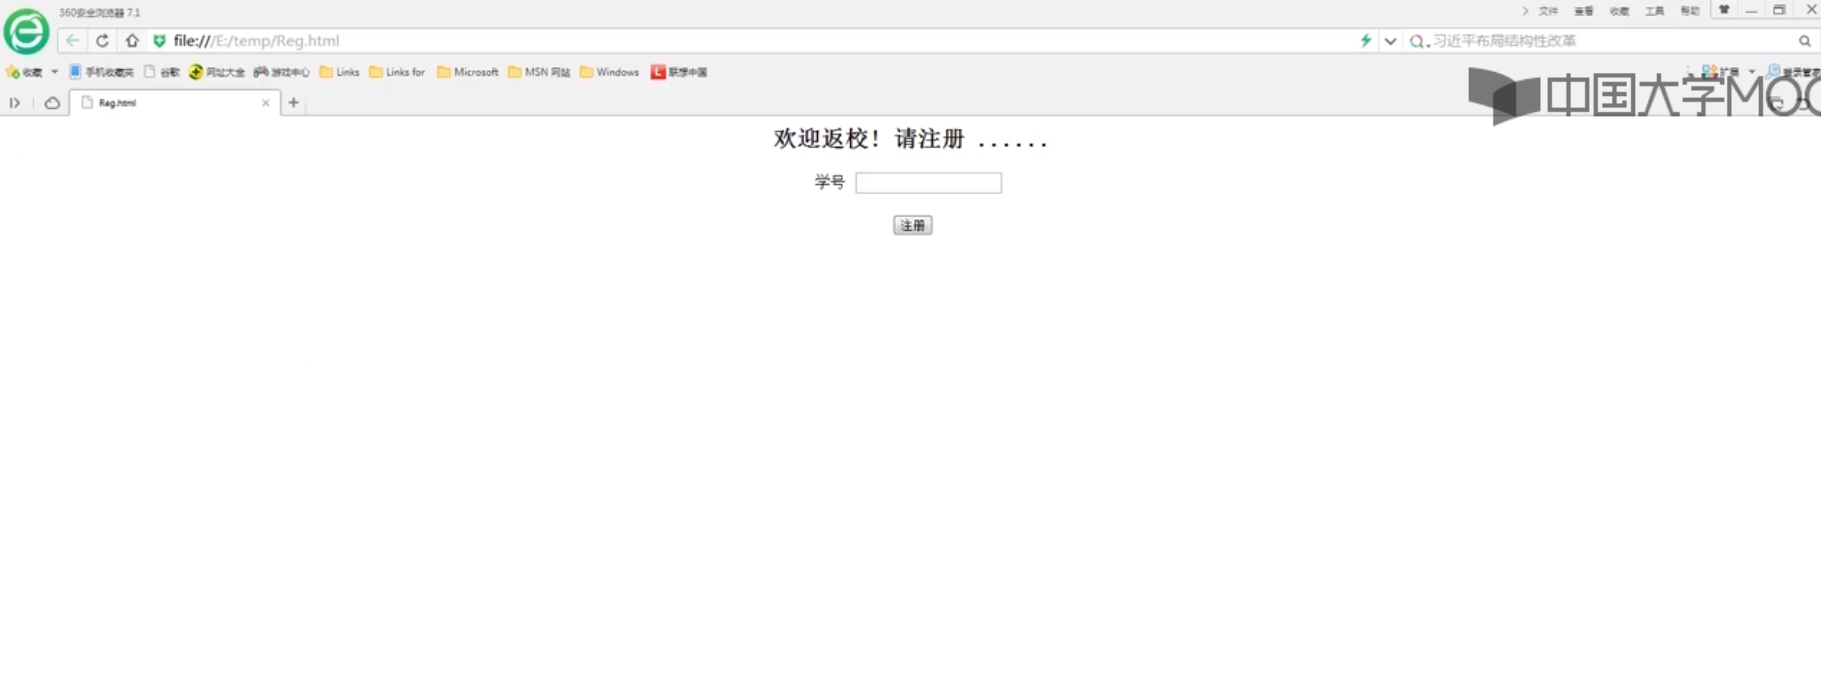 360安全浏览器 7.1
文件 查看 收藏 工具 帮助
file:///E:/temp/Reg.html
习近平布局结构性改革
收藏 手机收藏夹 谷歌 网址大全 游戏中心 Links Links for Microsoft MSN 网站 Windows 联想中国
扩展 登录管家
Reg.html
中国大学MOO
欢迎返校！请注册 ......
学号
注册